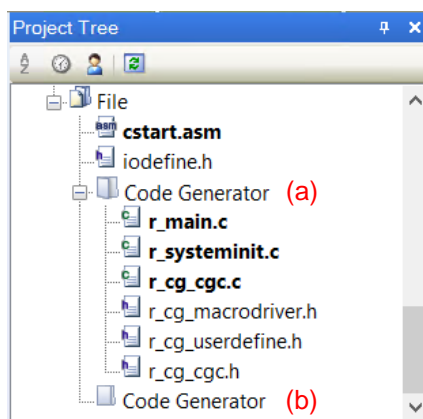 Project Tree
File
cstart.asm
iodefine.h
Code Generator (a)
r_main.c
r_systeminit.c
r_cg_cgc.c
r_cg_macrodriver.h
r_cg_userdefine.h
r_cg_cgc.h
Code Generator (b)